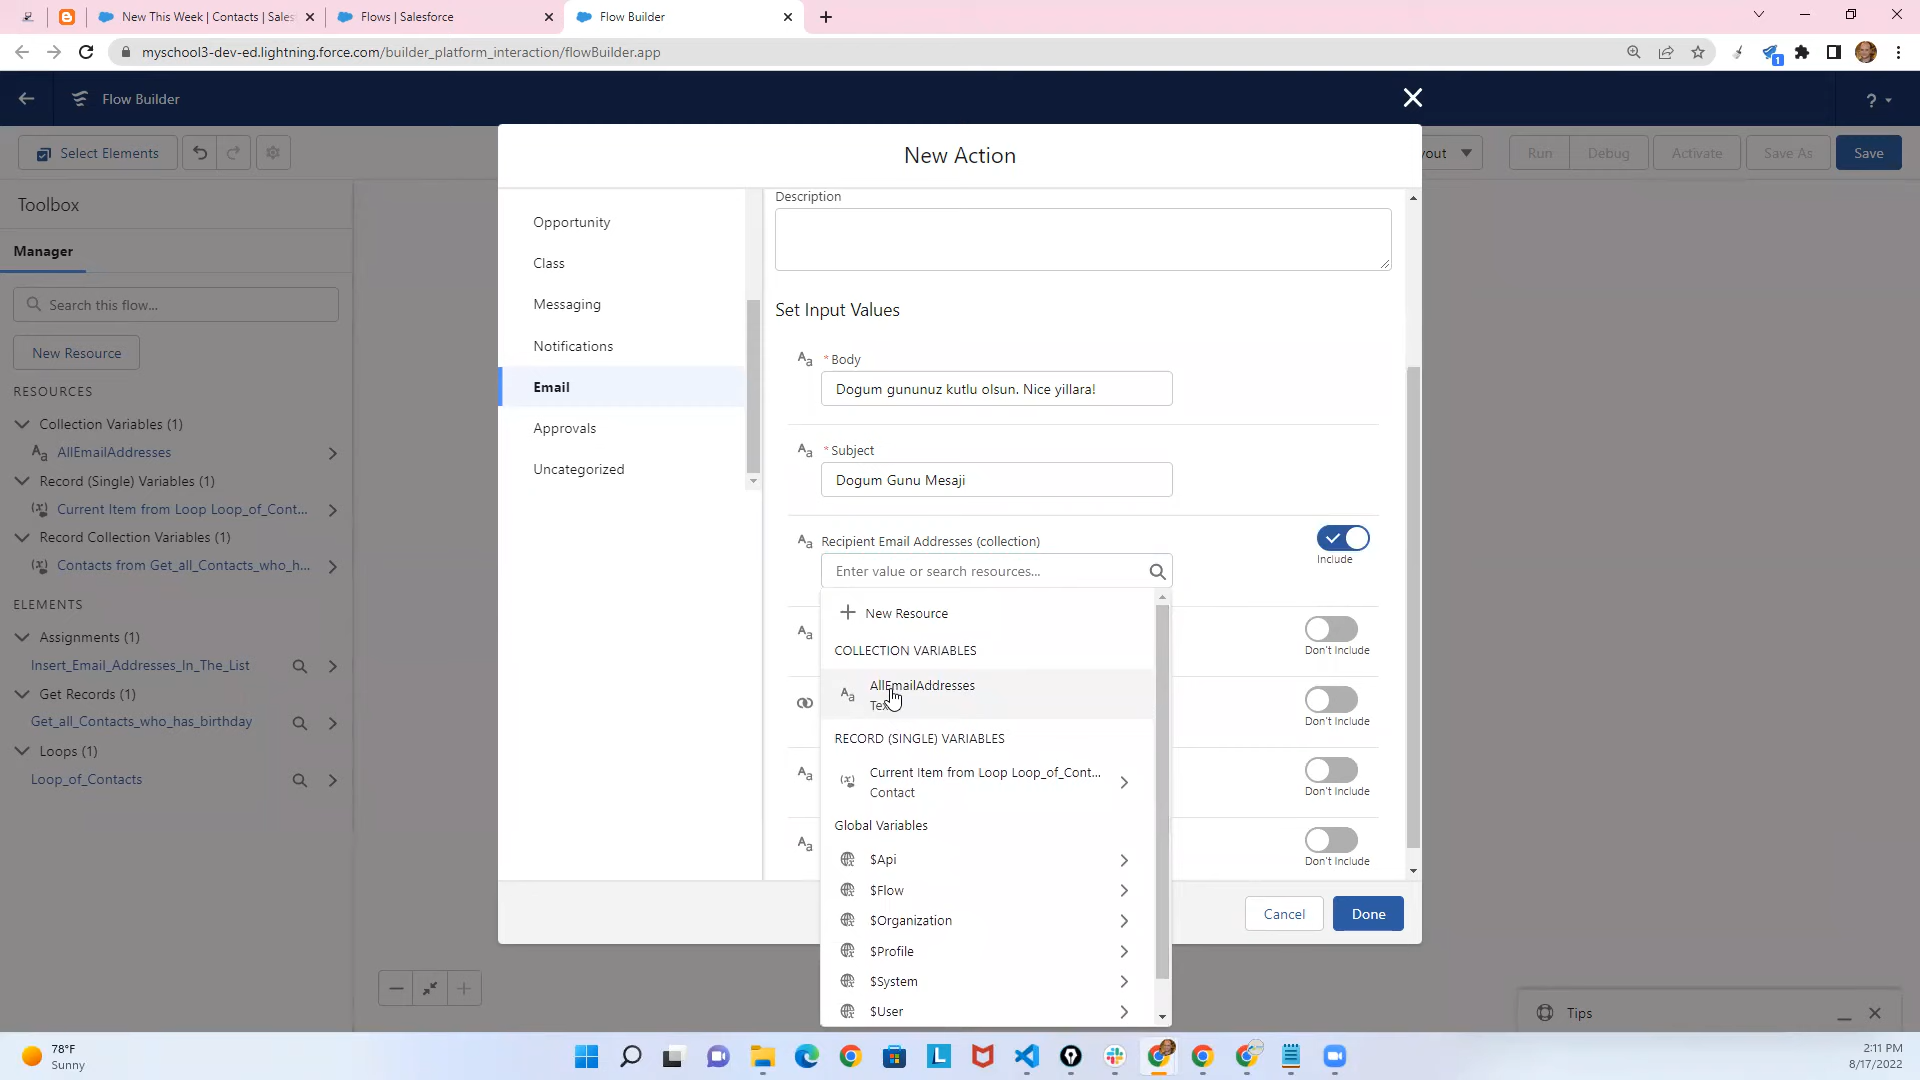 New This Week | Contacts | Sales
Flows | Salesforce
Flow Builder
myschool3-dev-ed.lightning.force.com/builder_platform_interaction/flowBuilder.app
1
Flow Builder
?
Select Elements
yout
Run
Debug
Activate
Save As
Save
Toolbox
Manager
Search this flow...
New Resource
RESOURCES
Collection Variables (1)
AllEmailAddresses
Record (Single) Variables (1)
Current Item from Loop Loop_of_Cont...
Record Collection Variables (1)
Contacts from Get_all_Contacts_who_h...
ELEMENTS
Assignments (1)
Insert_Email_Addresses_In_The_List
Get Records (1)
Get_all_Contacts_who_has_birthday
Loops (1)
Loop_of_Contacts
New Action
Opportunity
Class
Messaging
Notifications
Email
Approvals
Uncategorized
Description
Set Input Values
Aa * Body
Dogum gununuz kutlu olsun. Nice yillara!
Aa * Subject
Dogum Gunu Mesaji
Aa Recipient Email Addresses (collection)
Include
Enter value or search resources...
New Resource
COLLECTION VARIABLES
AllEmailAddresses
RECORD (SINGLE) VARIABLES
Current Item from Loop Loop_of_Cont...
Contact
Global Variables
$Api
$Flow
$Organization
$Profile
$System
$User
Don't Include
Don't Include
Don't Include
Don't Include
Cancel
Done
Tips
78°F
Sunny
2:11 PM
8/17/2022